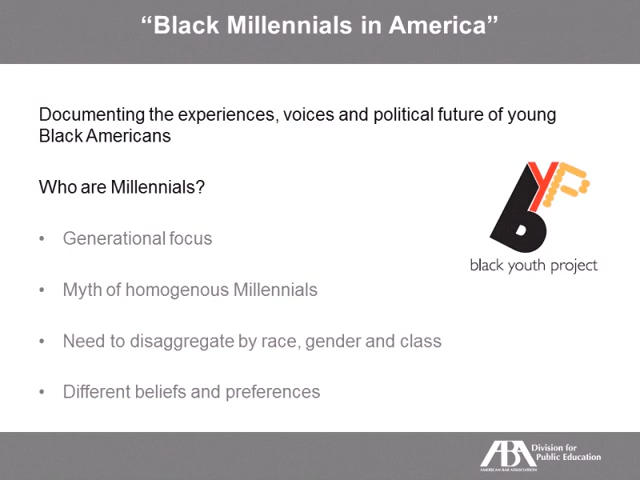 “Black Millennials in America”
Documenting the experiences, voices and political future of young
Black Americans
Who are Millennials?
• Generational focus
• Myth of homogenous Millennials
• Need to disaggregate by race, gender and class
• Different beliefs and preferences
byp
black youth project
ABA
AMERICAN BAR ASSOCIATION
Division for
Public Education